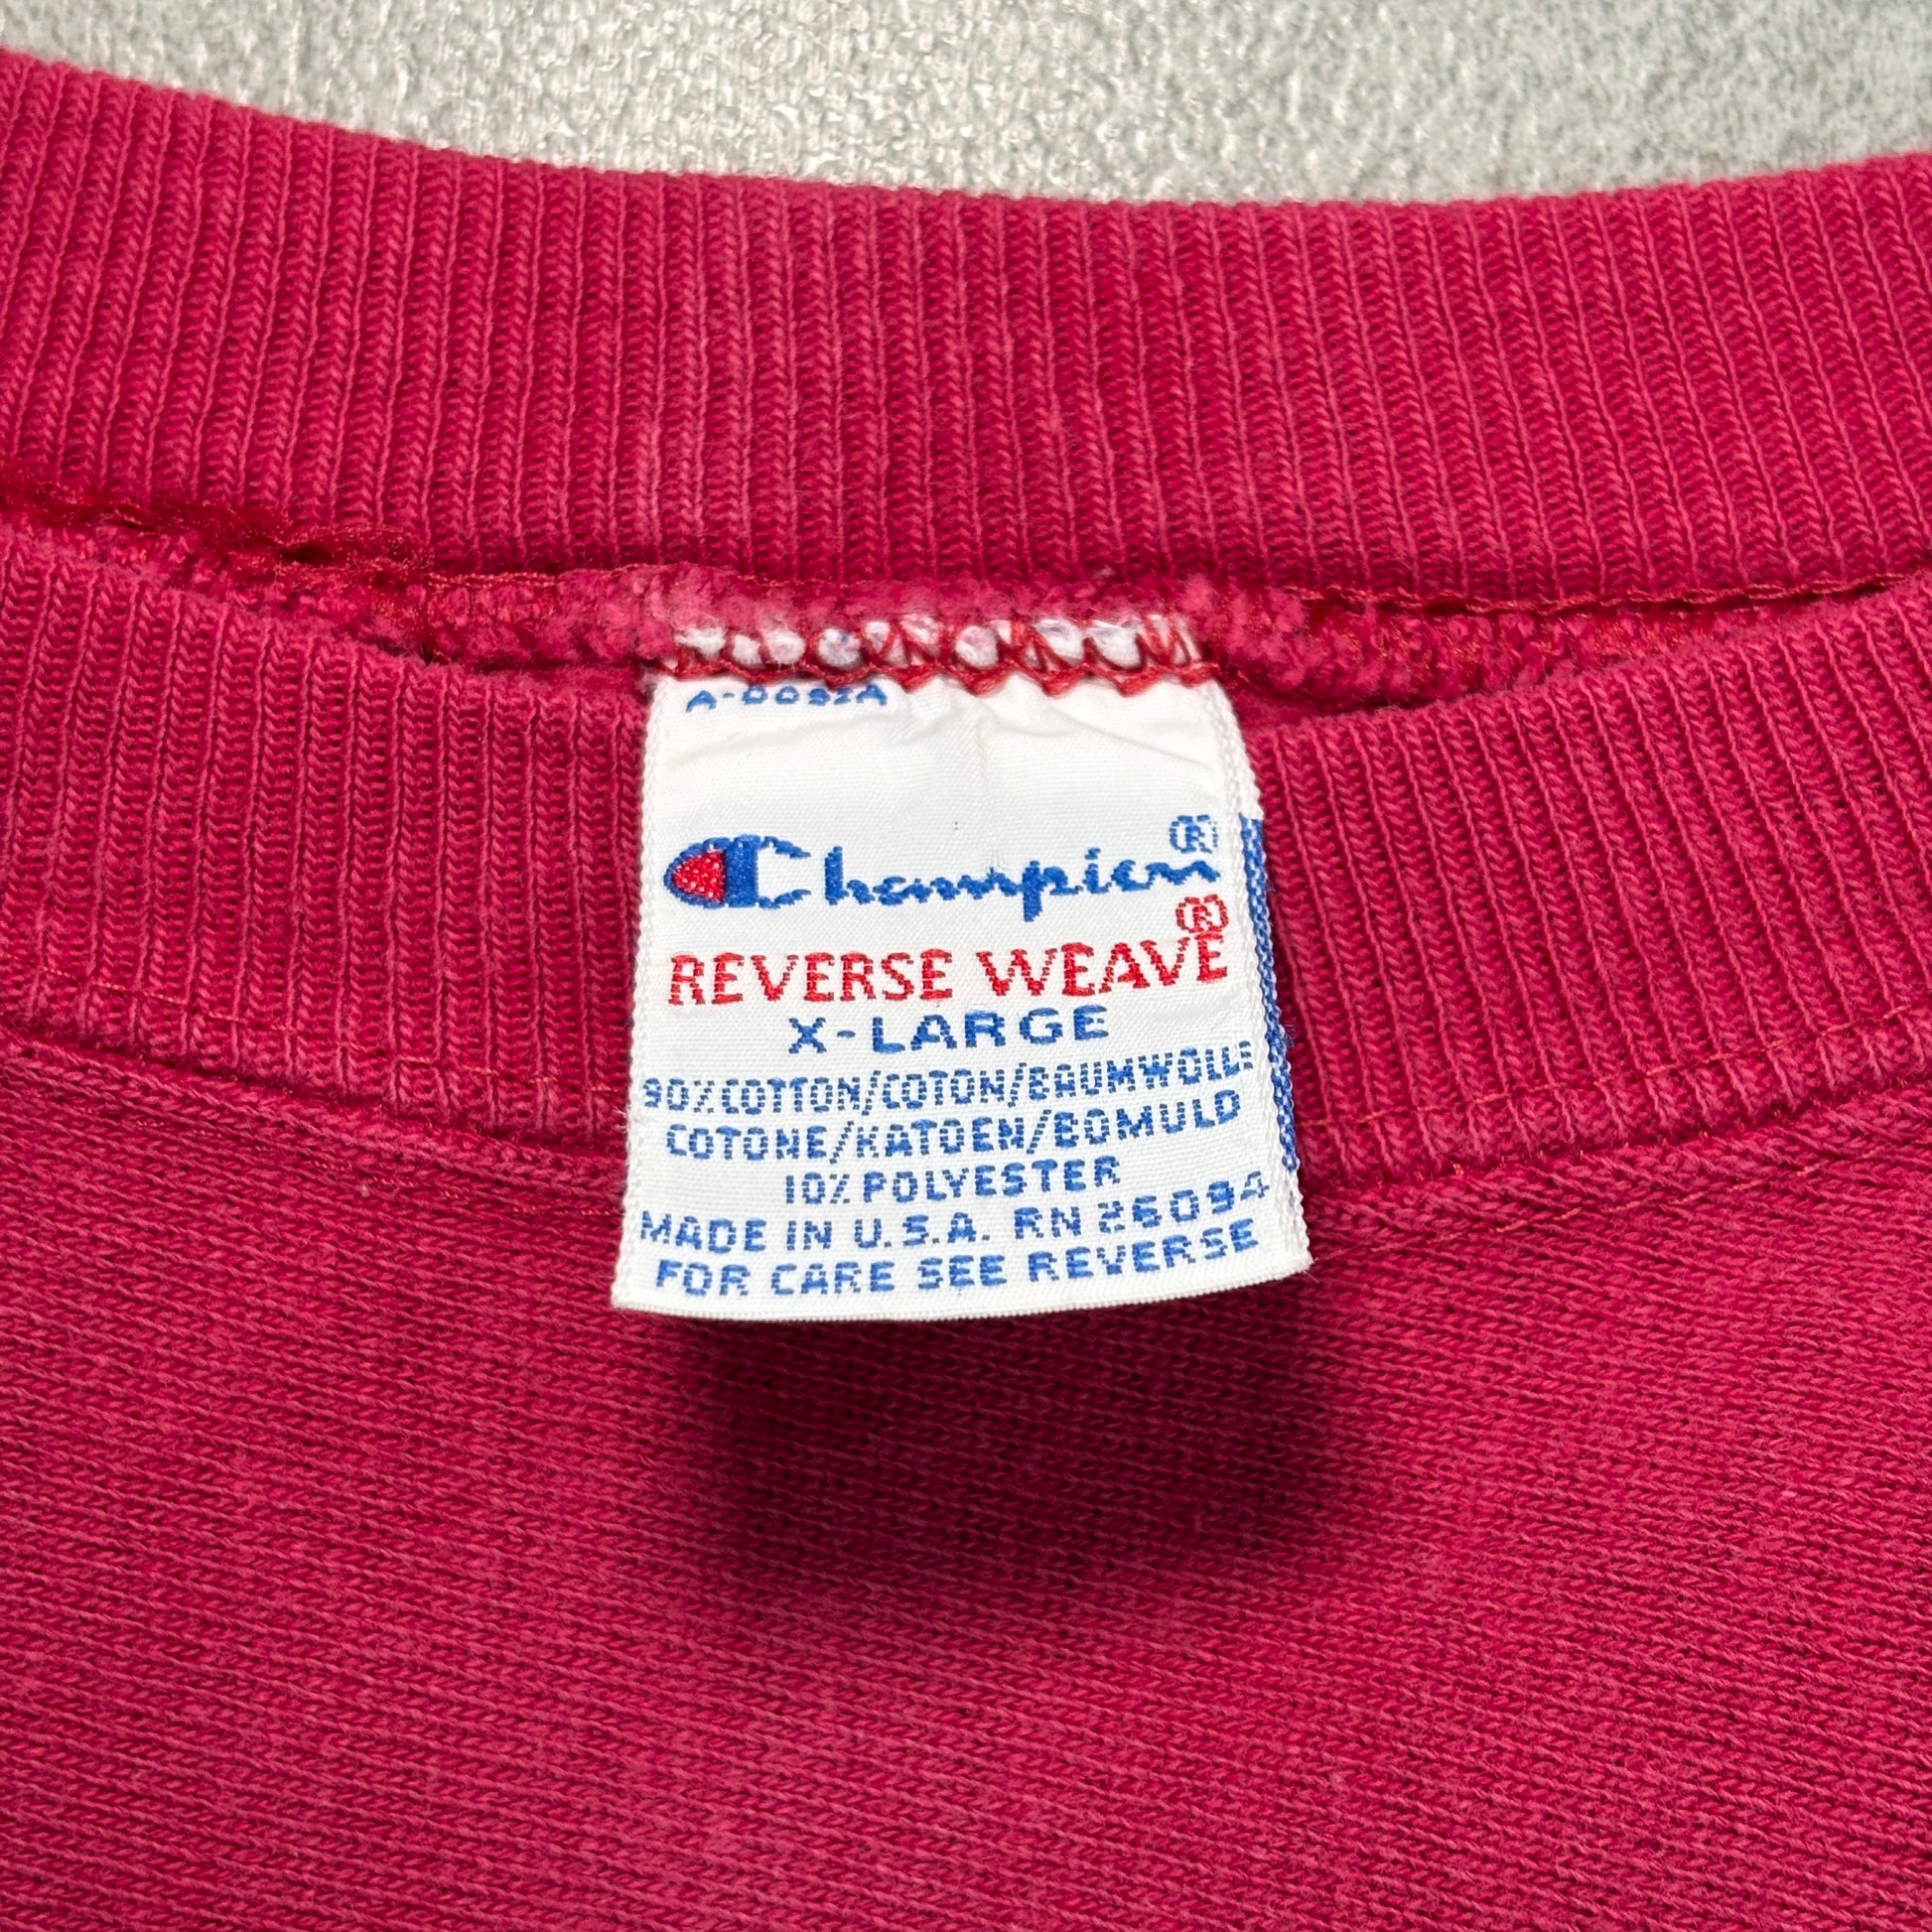 A-0092A
Champion®
REVERSE WEAVE®
X-LARGE
90% COTTON/COTON/BAUMWOLLE
COTONE/KATOEN/BOMULD
10% POLYESTER
MADE IN U.S.A. RN 26094
FOR CARE SEE REVERSE